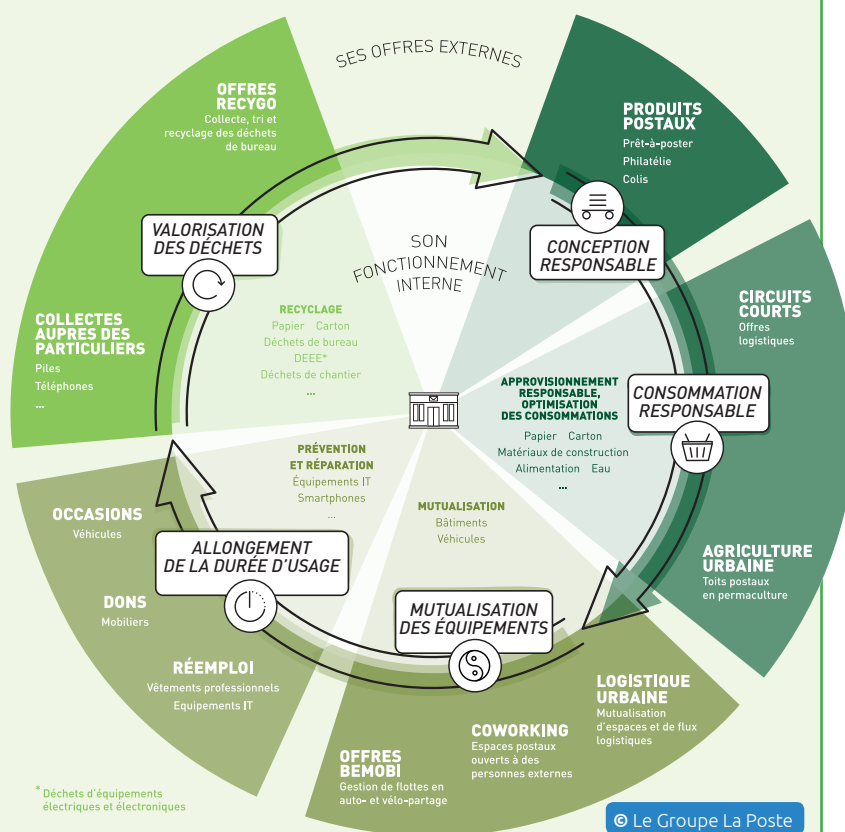 SES OFFRES EXTERNES
OFFRES
RECYGO
Collecte, tri et
recyclage des déchets
de bureau
PRODUITS
POSTAUX
Prêt-à-poster
Philatélie
Colis
VALORISATION
DES DÉCHETS
SON
FONCTIONNEMENT
INTERNE
CONCEPTION
RESPONSABLE
COLLECTES
AUPRES DES
PARTICULIERS
Piles
Téléphones
...
RECYCLAGE
Papier Carton
Déchets de bureau
DEEE*
Déchets de chantier
...
CIRCUITS
COURTS
Offres
logistiques
APPROVISIONNEMENT
RESPONSABLE,
OPTIMISATION
DES CONSOMMATIONS
Papier Carton
Matériaux de construction
Alimentation Eau
...
CONSOMMATION
RESPONSABLE
PRÉVENTION
ET RÉPARATION
Équipements IT
Smartphones
...
MUTUALISATION
Bâtiments
Véhicules
OCCASIONS
Véhicules
ALLONGEMENT
DE LA DURÉE D'USAGE
AGRICULTURE
URBAINE
Toits postaux
en permaculture
DONS
Mobiliers
MUTUALISATION
DES ÉQUIPEMENTS
RÉEMPLOI
Vêtements professionnels
Equipements IT
LOGISTIQUE
URBAINE
Mutualisation
d'espaces et de flux
logistiques
COWORKING
Espaces postaux
ouverts à des
personnes externes
OFFRES
BEMOBI
Gestion de flottes en
auto- et vélo-partage
* Déchets d'équipements
électriques et électroniques
© Le Groupe La Poste